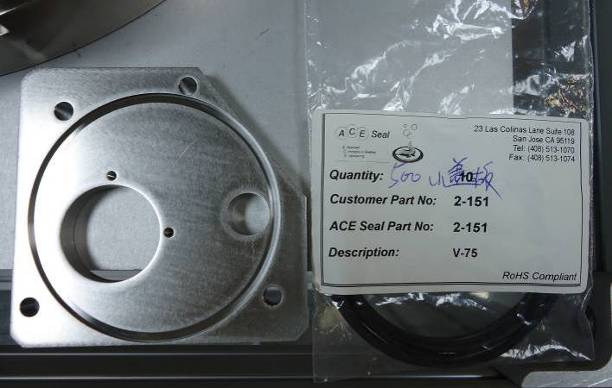 ACE Seal
23 Las Colinas Lane Suite 108
San Jose CA 95119
Tel: (408) 513-1070
Fax: (408) 513-1074
Quantity: 10
500 小盖板
Customer Part No: 2-151
ACE Seal Part No: 2-151
Description: V-75
RoHS Compliant